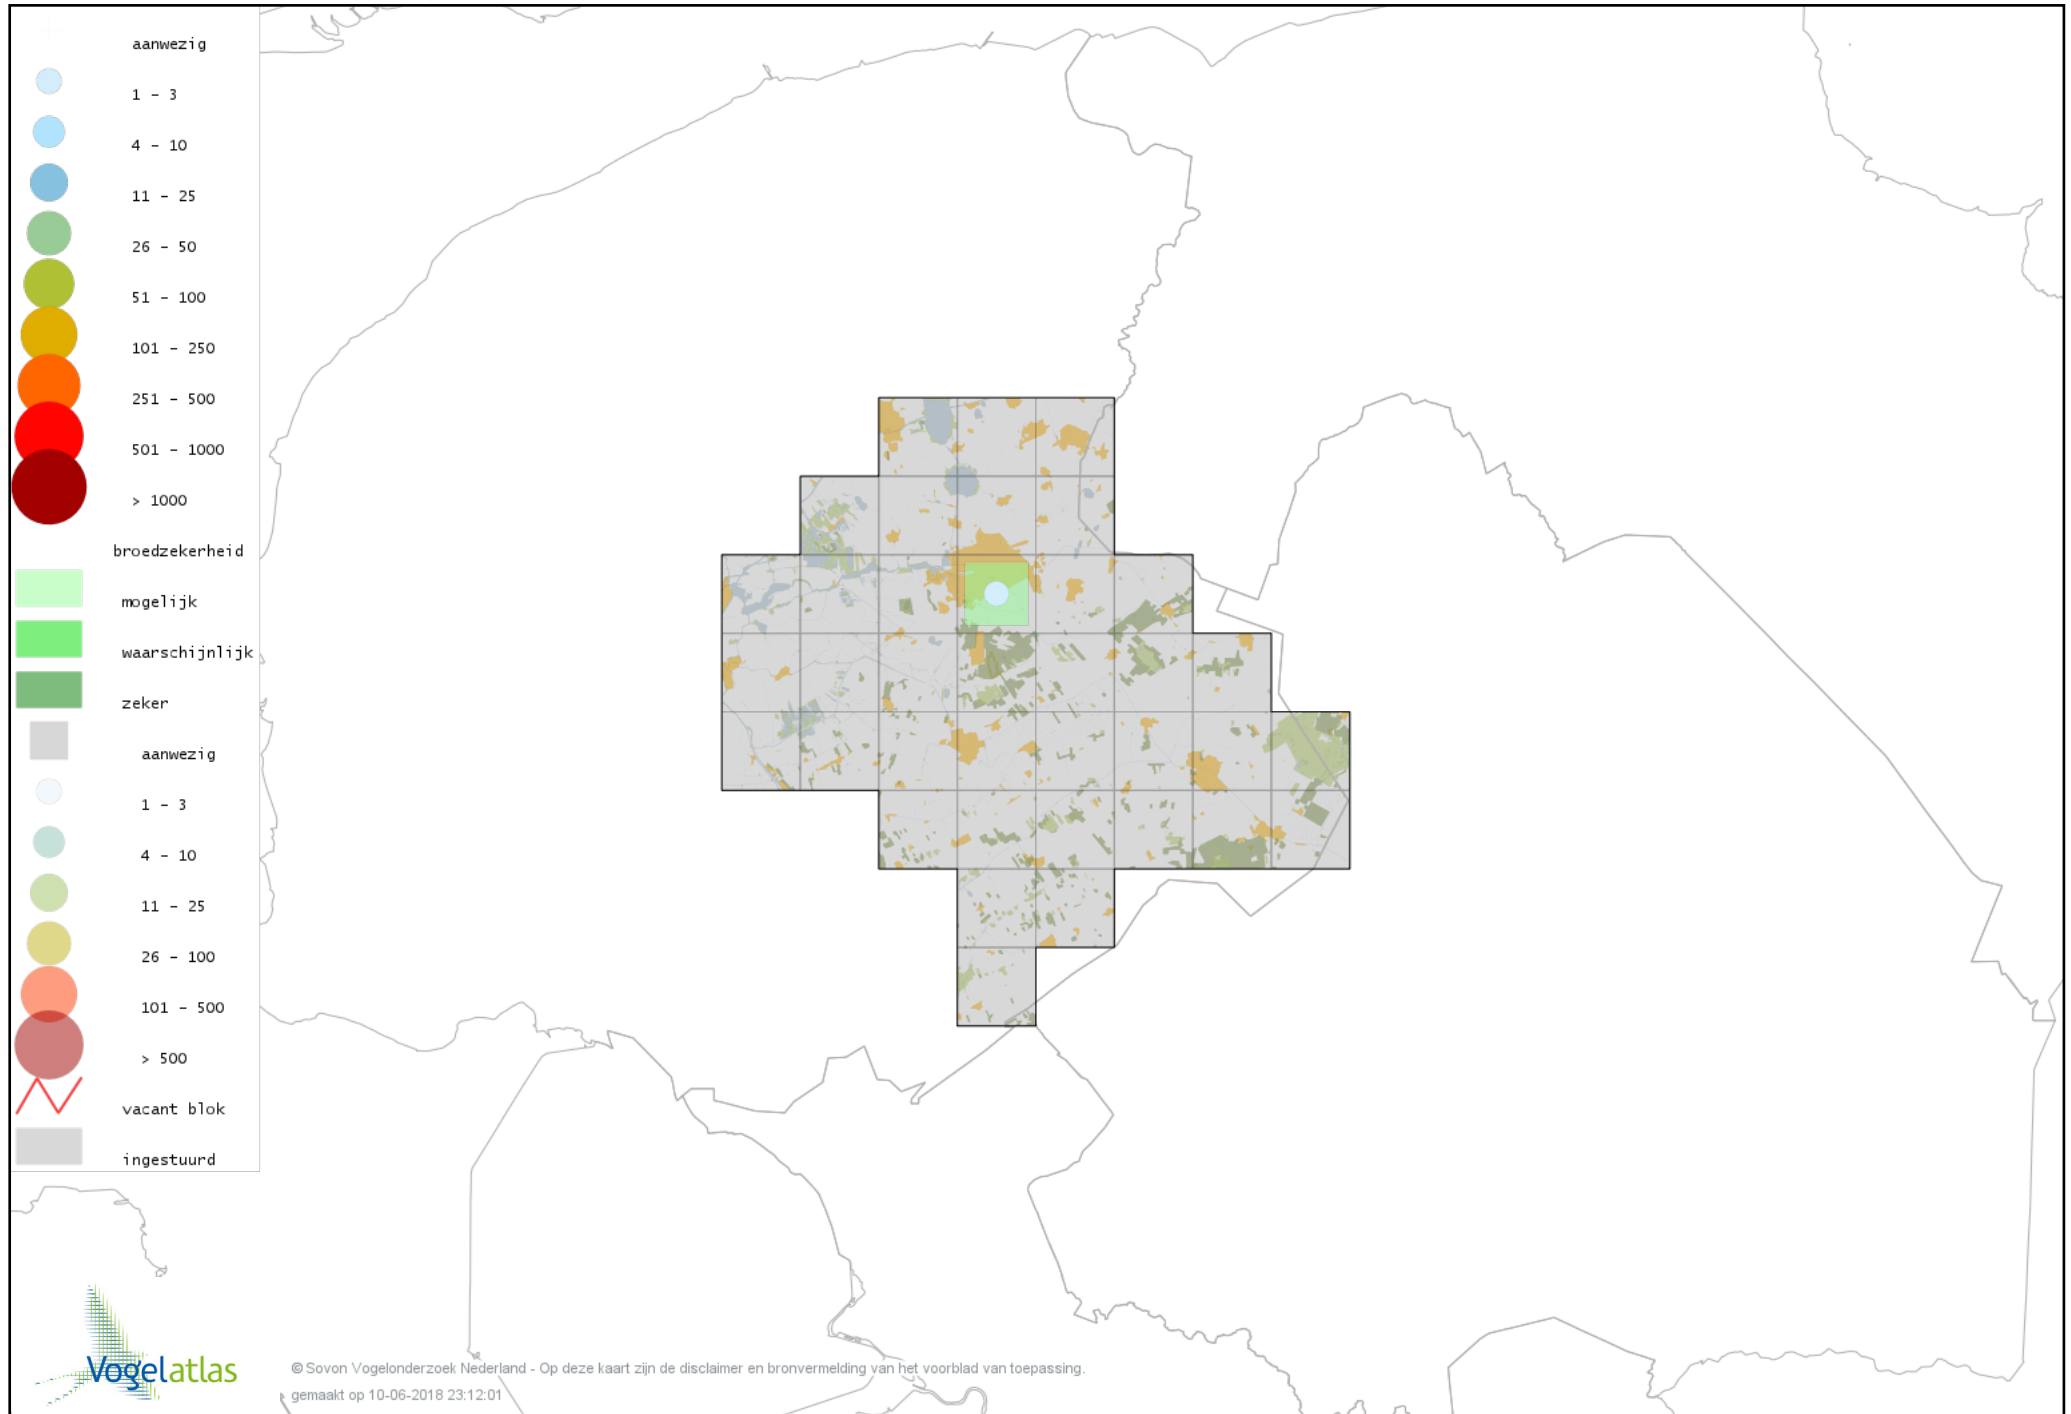 aanwezig
1 – 3
4 – 10
11 – 25
26 – 50
51 – 100
101 – 250
251 – 500
501 – 1000
> 1000
broedzekerheid
mogelijk
waarschijnlijk
zeker
aanwezig
1 – 3
4 – 10
11 – 25
26 – 100
101 – 500
> 500
vacant blok
ingestuurd
Vogelatlas
© Sovon Vogelonderzoek Nederland - Op deze kaart zijn de disclaimer en bronvermelding van het voorblad van toepassing.
gemaakt op 10-06-2018 23:12:01